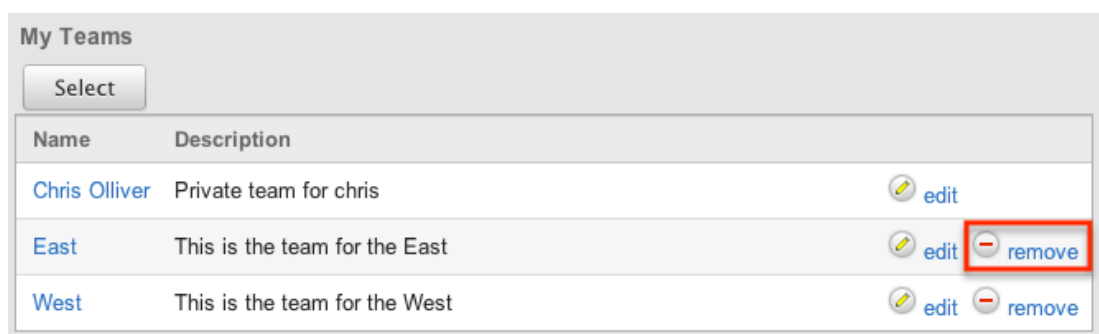 My Teams
Select
Name Description
Chris Olliver Private team for chris edit
East This is the team for the East edit remove
West This is the team for the West edit remove